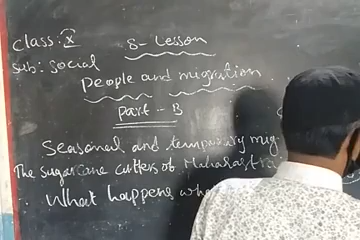 Class: X
8- Lesson
Sub: Social
People and migration
Part - B
Seasonal and temporary mig
The Sugarcane cutters of Maharastra
What happens whe